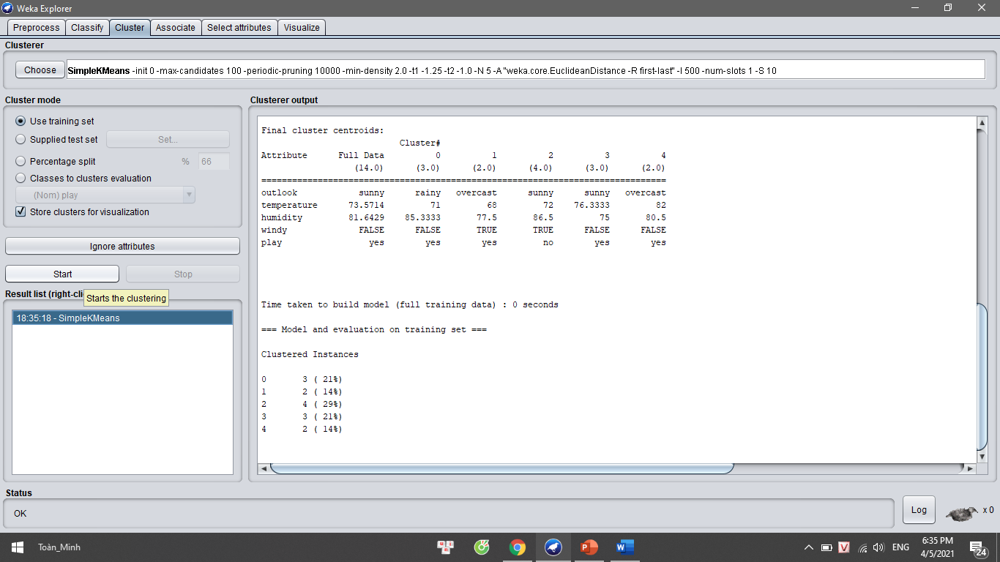 Weka Explorer
Preprocess Classify Cluster Associate Select attributes Visualize
Clusterer
Choose SimpleKMeans -init 0 -max-candidates 100 -periodic-pruning 10000 -min-density 2.0 -t1 -1.25 -t2 -1.0 -N 5 -A "weka.core.EuclideanDistance -R first-last" -I 500 -num-slots 1 -S 10
Cluster mode
Use training set
Supplied test set Set...
Percentage split % 66
Classes to clusters evaluation
(Nom) play
Store clusters for visualization
Ignore attributes
Start Stop
Result list (right-cli
Starts the clustering
18:35:18 - SimpleKMeans
Clusterer output
Final cluster centroids:
Cluster#
Attribute Full Data 0 1 2 3 4
(14.0) (3.0) (2.0) (4.0) (3.0) (2.0)
==========================================================================================
outlook sunny rainy overcast sunny sunny overcast
temperature 73.5714 71 68 72 76.3333 82
humidity 81.6429 85.3333 77.5 86.5 75 80.5
windy FALSE FALSE TRUE TRUE FALSE FALSE
play yes yes yes no yes yes
Time taken to build model (full training data) : 0 seconds
=== Model and evaluation on training set ===
Clustered Instances
0 3 ( 21%)
1 2 ( 14%)
2 4 ( 29%)
3 3 ( 21%)
4 2 ( 14%)
Status
OK
Log
x 0
Toàn_Minh
ENG
6:35 PM
4/5/2021
24